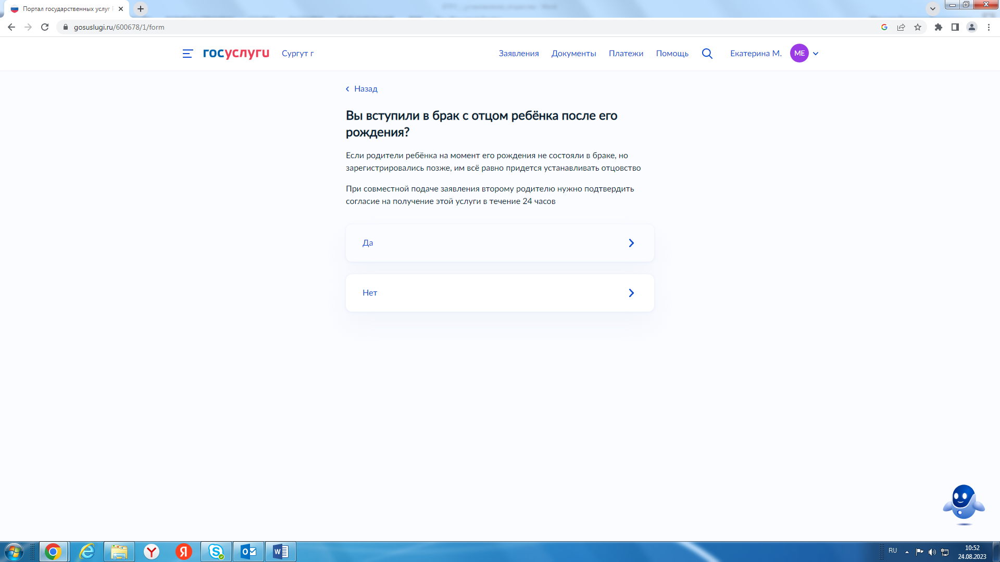 Портал государственных услуг
gosuslugi.ru/600678/1/form
госуслуги
Сургут г
Заявления
Документы
Платежи
Помощь
Екатерина М.
МЕ
Назад
Вы вступили в брак с отцом ребёнка после его
рождения?
Если родители ребёнка на момент его рождения не состояли в браке, но
зарегистрировались позже, им всё равно придется устанавливать отцовство
При совместной подаче заявления второму родителю нужно подтвердить
согласие на получение этой услуги в течение 24 часов
Да
Нет
RU
10:52
24.08.2023